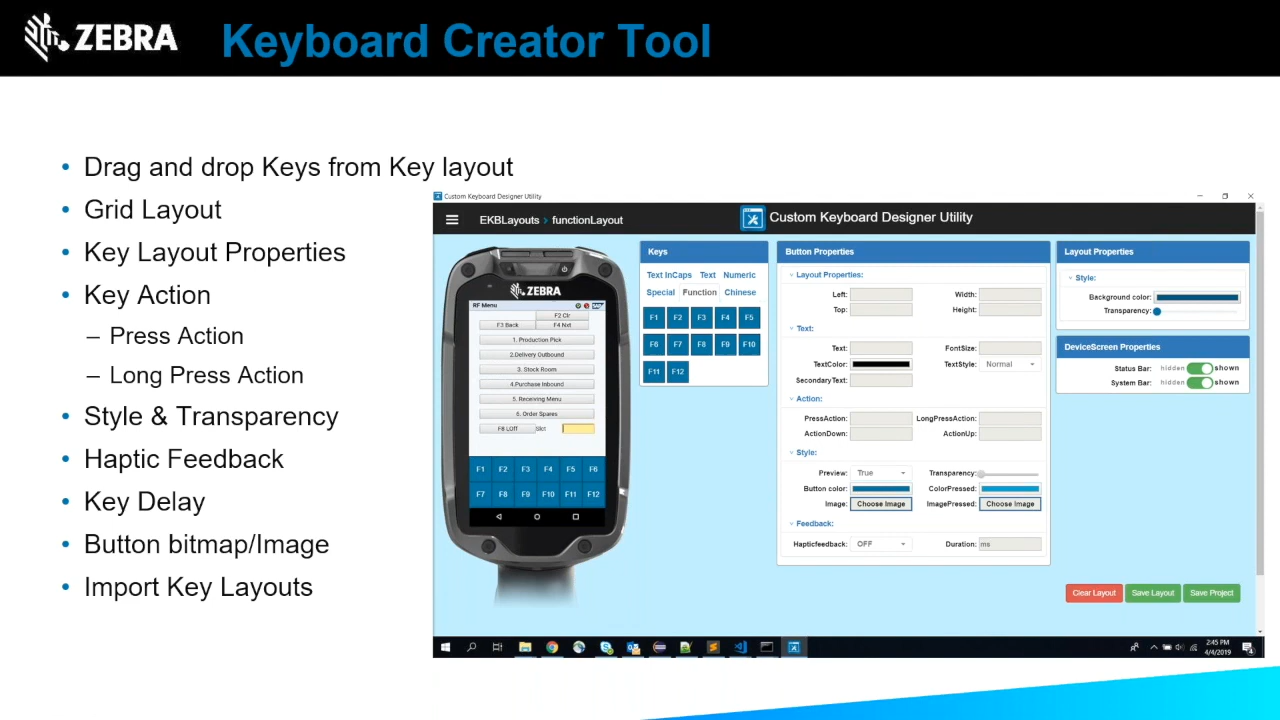 ZEBRA
Keyboard Creator Tool
• Drag and drop Keys from Key layout
• Grid Layout
• Key Layout Properties
• Key Action
– Press Action
– Long Press Action
• Style & Transparency
• Haptic Feedback
• Key Delay
• Button bitmap/Image
• Import Key Layouts
Custom Keyboard Designer Utility
EKBLayouts > functionLayout
Custom Keyboard Designer Utility
ZEBRA
RF Menu
F2 Clr
F3 Back F4 Nxt
1. Production Pick
2.Delivery Outbound
3. Stock Room
4.Purchase Inbound
5. Receiving Menu
6. Order Spares
F8 LOff Slct
F1 F2 F3 F4 F5 F6
F7 F8 F9 F10 F11 F12
Keys
Text InCaps Text Numeric
Special Function Chinese
F1 F2 F3 F4 F5
F6 F7 F8 F9 F10
F11 F12
Button Properties
Layout Properties:
Left: Width:
Top: Height:
Text:
Text: FontSize:
TextColor: TextStyle: Normal
SecondaryText:
Action:
PressAction: LongPressAction:
ActionDown: ActionUp:
Style:
Preview: True Transparency:
Button color: ColorPressed:
Image: Choose Image ImagePressed: Choose Image
Feedback:
Hapticfeedback: OFF Duration: ms
Layout Properties
Style:
Background color:
Transparency:
DeviceScreen Properties
Status Bar: hidden shown
System Bar: hidden shown
Clear Layout Save Layout Save Project
2:45 PM
4/4/2019